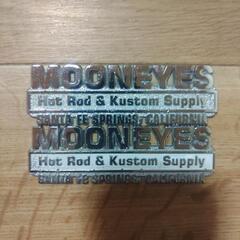 MOONEYES
Hot Rod & Kustom Supply
SANTA FE SPRINGS, CALIFORNIA
MOONEYES
Hot Rod & Kustom Supply
SANTA FE SPRINGS, CALIFORNIA